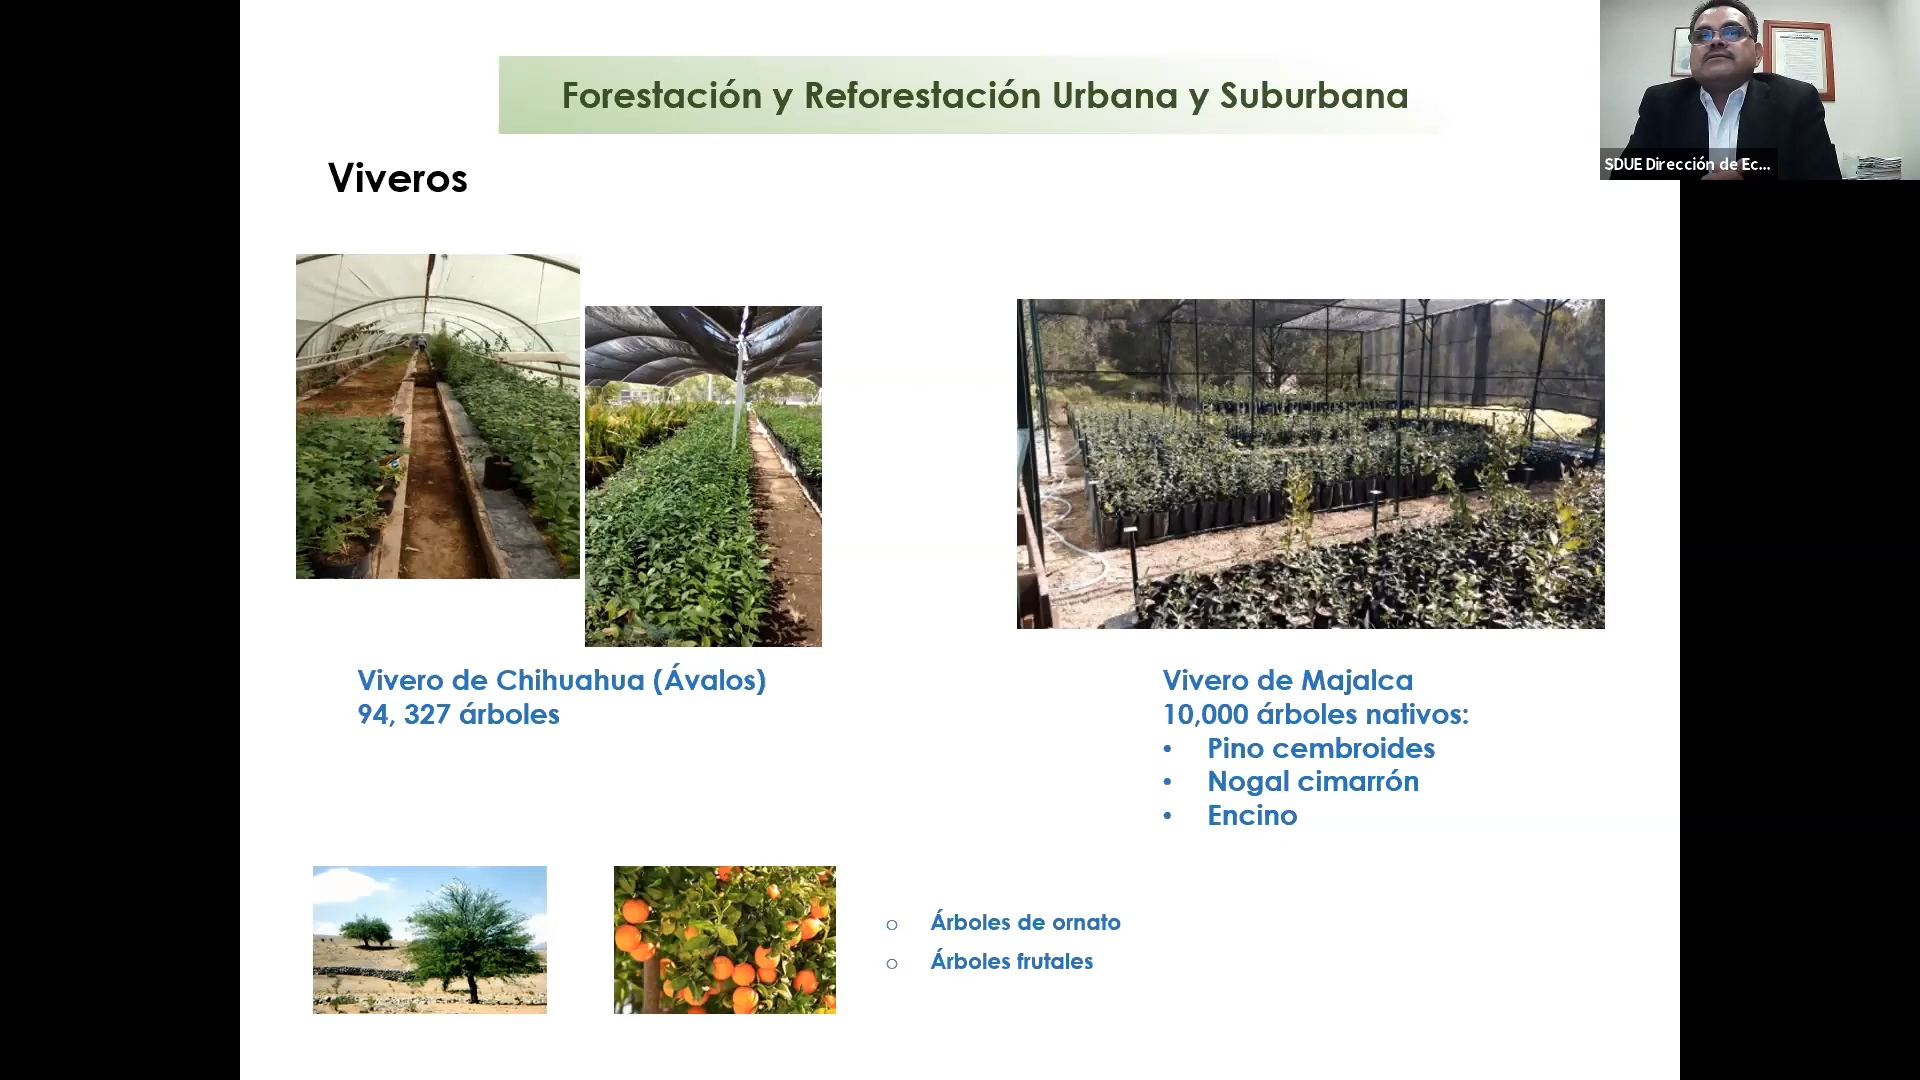 Forestación y Reforestación Urbana y Suburbana
SDUE Dirección de Ec...
Viveros
Vivero de Chihuahua (Ávalos)
94, 327 árboles
Vivero de Majalca
10,000 árboles nativos:
• Pino cembroides
• Nogal cimarrón
• Encino
o Árboles de ornato
o Árboles frutales